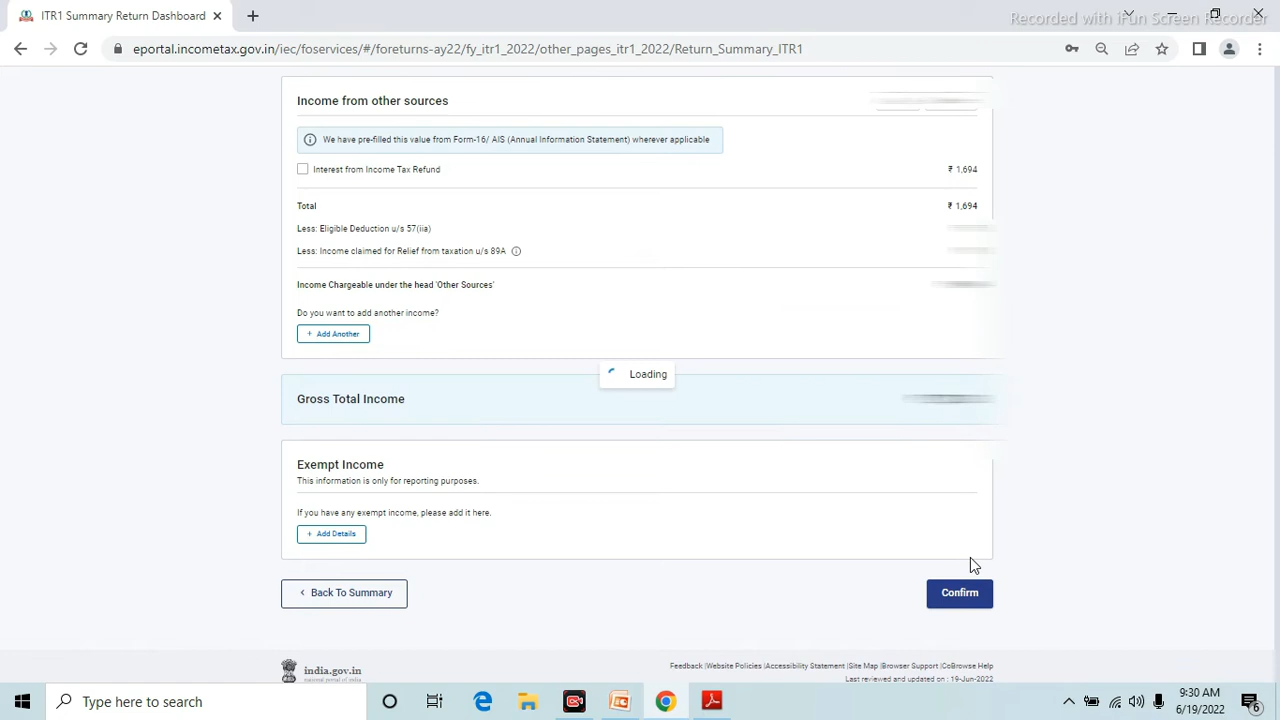 ITR1 Summary Return Dashboard
Recorded with iFun Screen Recorder
eportal.incometax.gov.in/iec/foservices/#/foreturns-ay22/fy_itr1_2022/other_pages_itr1_2022/Return_Summary_ITR1
Income from other sources
We have pre-filled this value from Form-16/ AIS (Annual Information Statement) wherever applicable
Interest from Income Tax Refund ₹ 1,694
Total ₹ 1,694
Less: Eligible Deduction u/s 57(iia)
Less: Income claimed for Relief from taxation u/s 89A
Income Chargeable under the head 'Other Sources'
Do you want to add another income?
+ Add Another
Loading
Gross Total Income
Exempt Income
This information is only for reporting purposes.
If you have any exempt income, please add it here.
+ Add Details
< Back To Summary Confirm
india.gov.in
national portal of india
Feedback |Website Policies |Accessibility Statement |Site Map |Browser Support |CoBrowse Help
Last reviewed and updated on : 19-Jun-2022
Type here to search
9:30 AM
6/19/2022
6